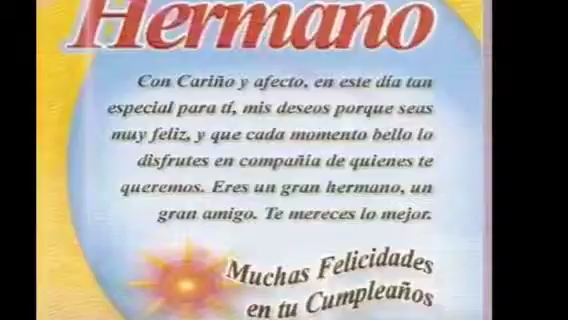 Hermano
Con Cariño y afecto, en este día tan
especial para tí, mis deseos porque seas
muy feliz, y que cada momento bello lo
disfrutes en compañia de quienes te
queremos. Eres un gran hermano, un
gran amigo. Te mereces lo mejor.
Muchas Felicidades
en tu Cumpleaños